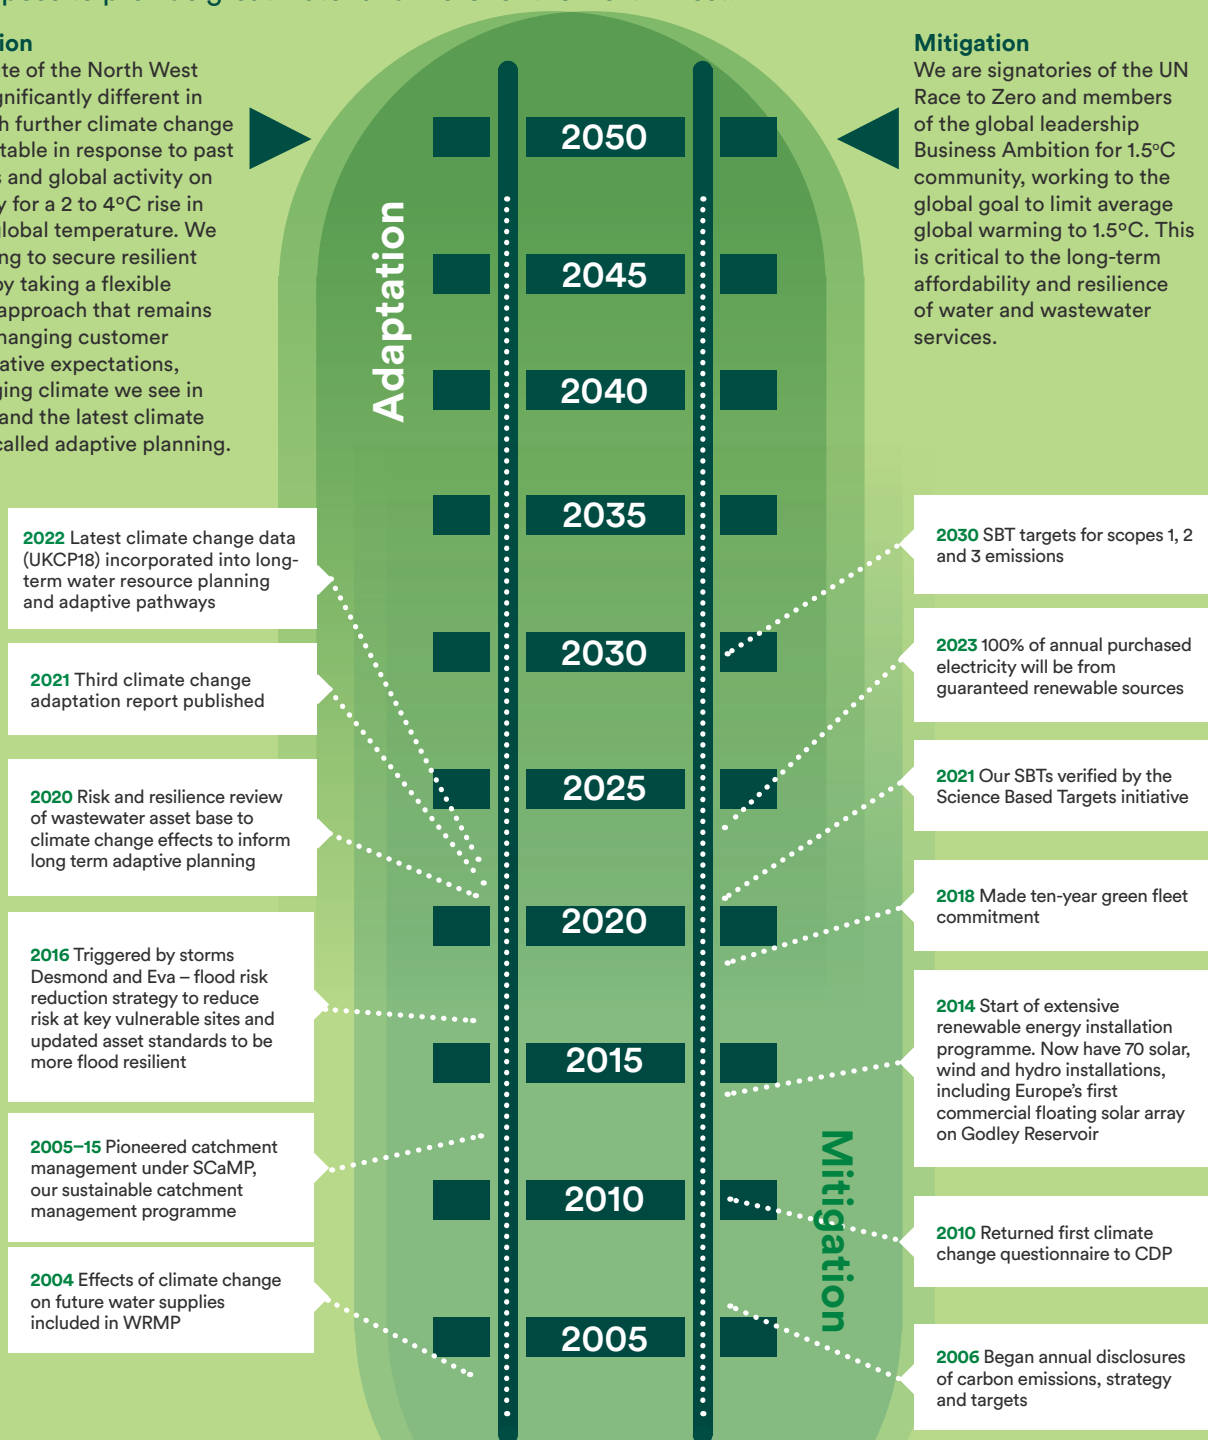 Mitigation
te of the North West
different in
further climate change
in response to past
and global activity on
for a 2 to 4ºC rise in
temperature. We
to secure resilient
by taking a flexible
approach that remains
customer
expectations,
climate we see in
and the latest climate
called adaptive planning.
We are signatories of the UN
Race to Zero and members
of the global leadership
Business Ambition for 1.5ºC
community, working to the
global goal to limit average
global warming to 1.5ºC. This
is critical to the long-term
affordability and resilience
of water and wastewater
services.
Adaptation
2050
2045
2040
2035
2030
2025
2020
2015
2010
2005
Mitigation
2022 Latest climate change data
(UKCP18) incorporated into long-
term water resource planning
and adaptive pathways
2021 Third climate change
adaptation report published
2020 Risk and resilience review
of wastewater asset base to
climate change effects to inform
long term adaptive planning
2016 Triggered by storms
Desmond and Eva – flood risk
reduction strategy to reduce
risk at key vulnerable sites and
updated asset standards to be
more flood resilient
2005–15 Pioneered catchment
management under SCaMP,
our sustainable catchment
management programme
2004 Effects of climate change
on future water supplies
included in WRMP
2030 SBT targets for scopes 1, 2
and 3 emissions
2023 100% of annual purchased
electricity will be from
guaranteed renewable sources
2021 Our SBTs verified by the
Science Based Targets initiative
2018 Made ten-year green fleet
commitment
2014 Start of extensive
renewable energy installation
programme. Now have 70 solar,
wind and hydro installations,
including Europe's first
commercial floating solar array
on Godley Reservoir
2010 Returned first climate
change questionnaire to CDP
2006 Began annual disclosures
of carbon emissions, strategy
and targets